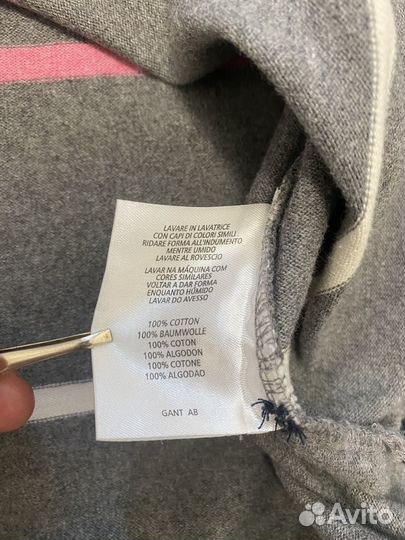 LAVARE IN LAVATRICE
CON CAPI DI COLORI SIMILI
RIDARE FORMA ALL'INDUMENTO
MENTRE UMIDO
LAVARE AL ROVESCIO
LAVAR NA MÁQUINA COM
CORES SIMILARES
VOLTAR A DAR FORMA
ENQUANTO HÚMIDO
LAVAR DO AVESSO
100% COTTON
100% BAUMWOLLE
100% COTON
100% ALGODON
100% COTONE
100% ALGODAO
GANT AB
Avito